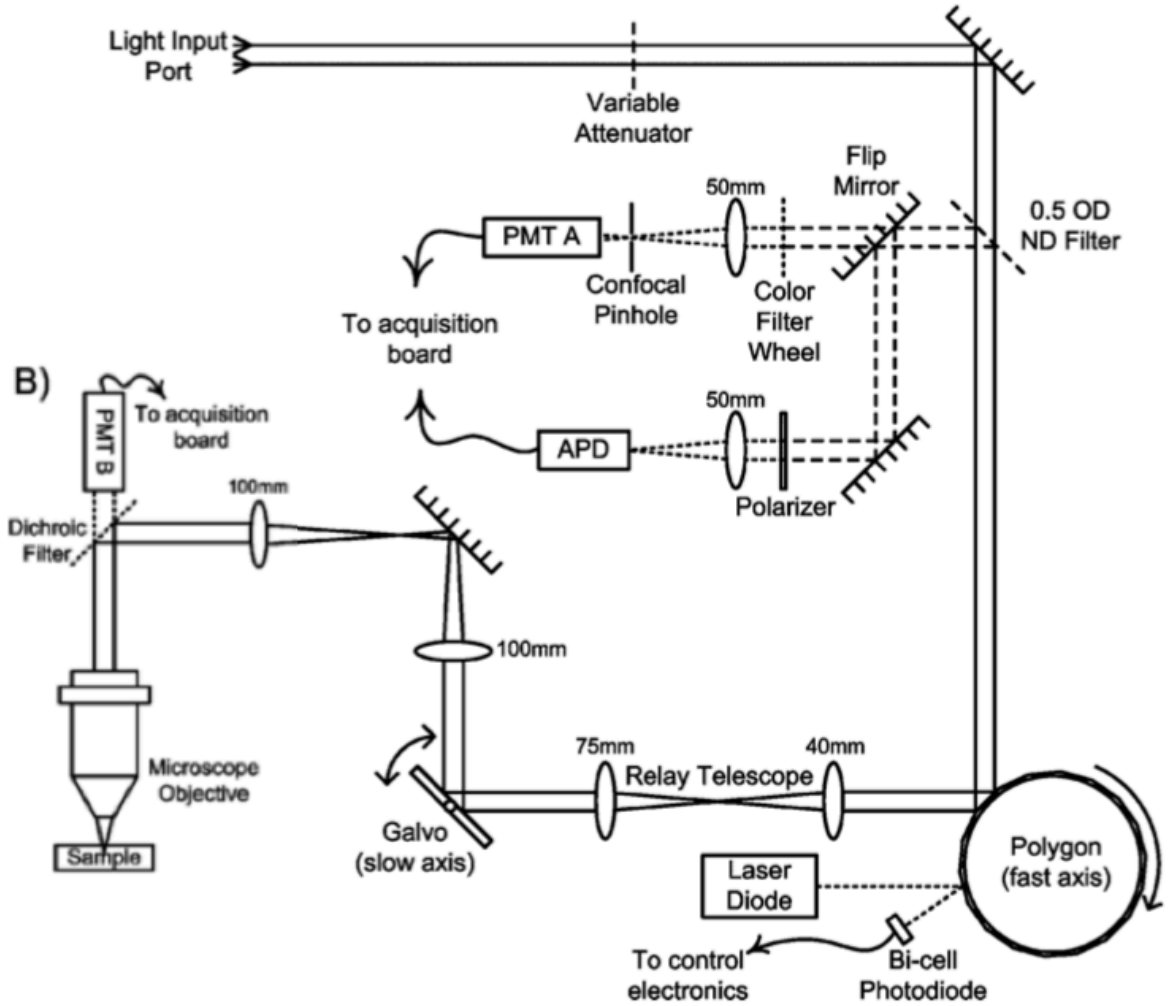 Light Input
Port
Variable
Attenuator
Flip
Mirror
0.5 OD
ND Filter
50mm
PMT A
Confocal
Pinhole
Color
Filter
Wheel
To acquisition
board
B)
PMT B
To acquisition
board
50mm
APD
Polarizer
100mm
Dichroic
Filter
100mm
Microscope
Objective
Sample
75mm
40mm
Relay Telescope
Galvo
(slow axis)
Polygon
(fast axis)
Laser
Diode
To control
electronics
Bi-cell
Photodiode